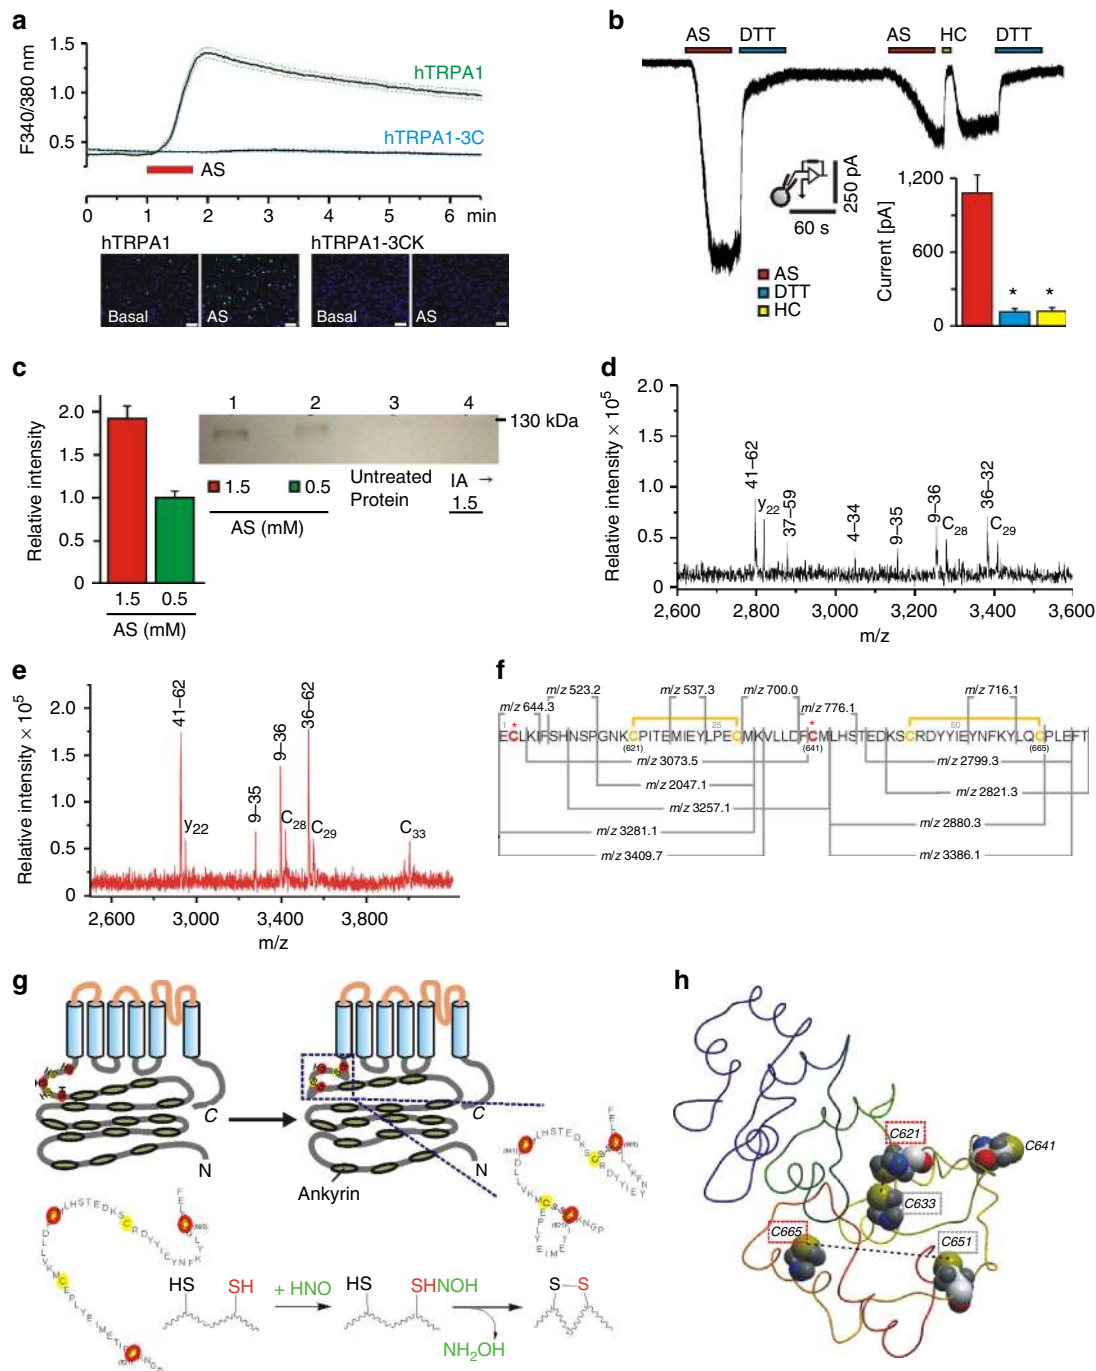 a
F340/380 nm
1.5
1.0
0.5
hTRPA1
hTRPA1-3C
AS
0 1 2 3 4 5 6 min
hTRPA1
hTRPA1-3CK
Basal
AS
Basal
AS
b
AS DTT AS HC DTT
250 pA
60 s
AS
DTT
HC
Current [pA]
1,200
600
0
* *
c
Relative intensity
2.0
1.0
0.5
0
1.5 0.5
AS (mM)
1 2 3 4
130 kDa
1.5 0.5
AS (mM)
Untreated
Protein
IA →
1.5
d
Relative intensity × 10⁵
2.0
1.5
1.0
0.5
0
41–62
y22
37–59
4–34
9–35
9–36
C28
36–32
C29
2,600 2,800 3,000 3,200 3,400 3,600
m/z
e
Relative intensity × 10⁵
2.0
1.5
1.0
0.5
0
41–62
y22
9–35
9–36
C28
36–62
C29
C33
2,600 3,000 3,400 3,800
m/z
f
m/z 523.2 m/z 537.3 m/z 700.0 m/z 716.1
m/z 644.3 m/z 776.1
1 * 25 * 50
ECLKIFSHNSPGNKCPITEMIEYLPECMKVLLDFCMLHSTEDKSCRDYYIEYNFKYLQCPLEFT
(621) (641) (665)
m/z 3073.5 m/z 2799.3
m/z 2047.1 m/z 2821.3
m/z 3257.1 m/z 2880.3
m/z 3281.1
m/z 3409.7 m/z 3386.1
g
C
N
C
N
Ankyrin
HS SH
+ HNO
HS SHNOH
NH2OH
S S
h
C621
C641
C633
C665
C651